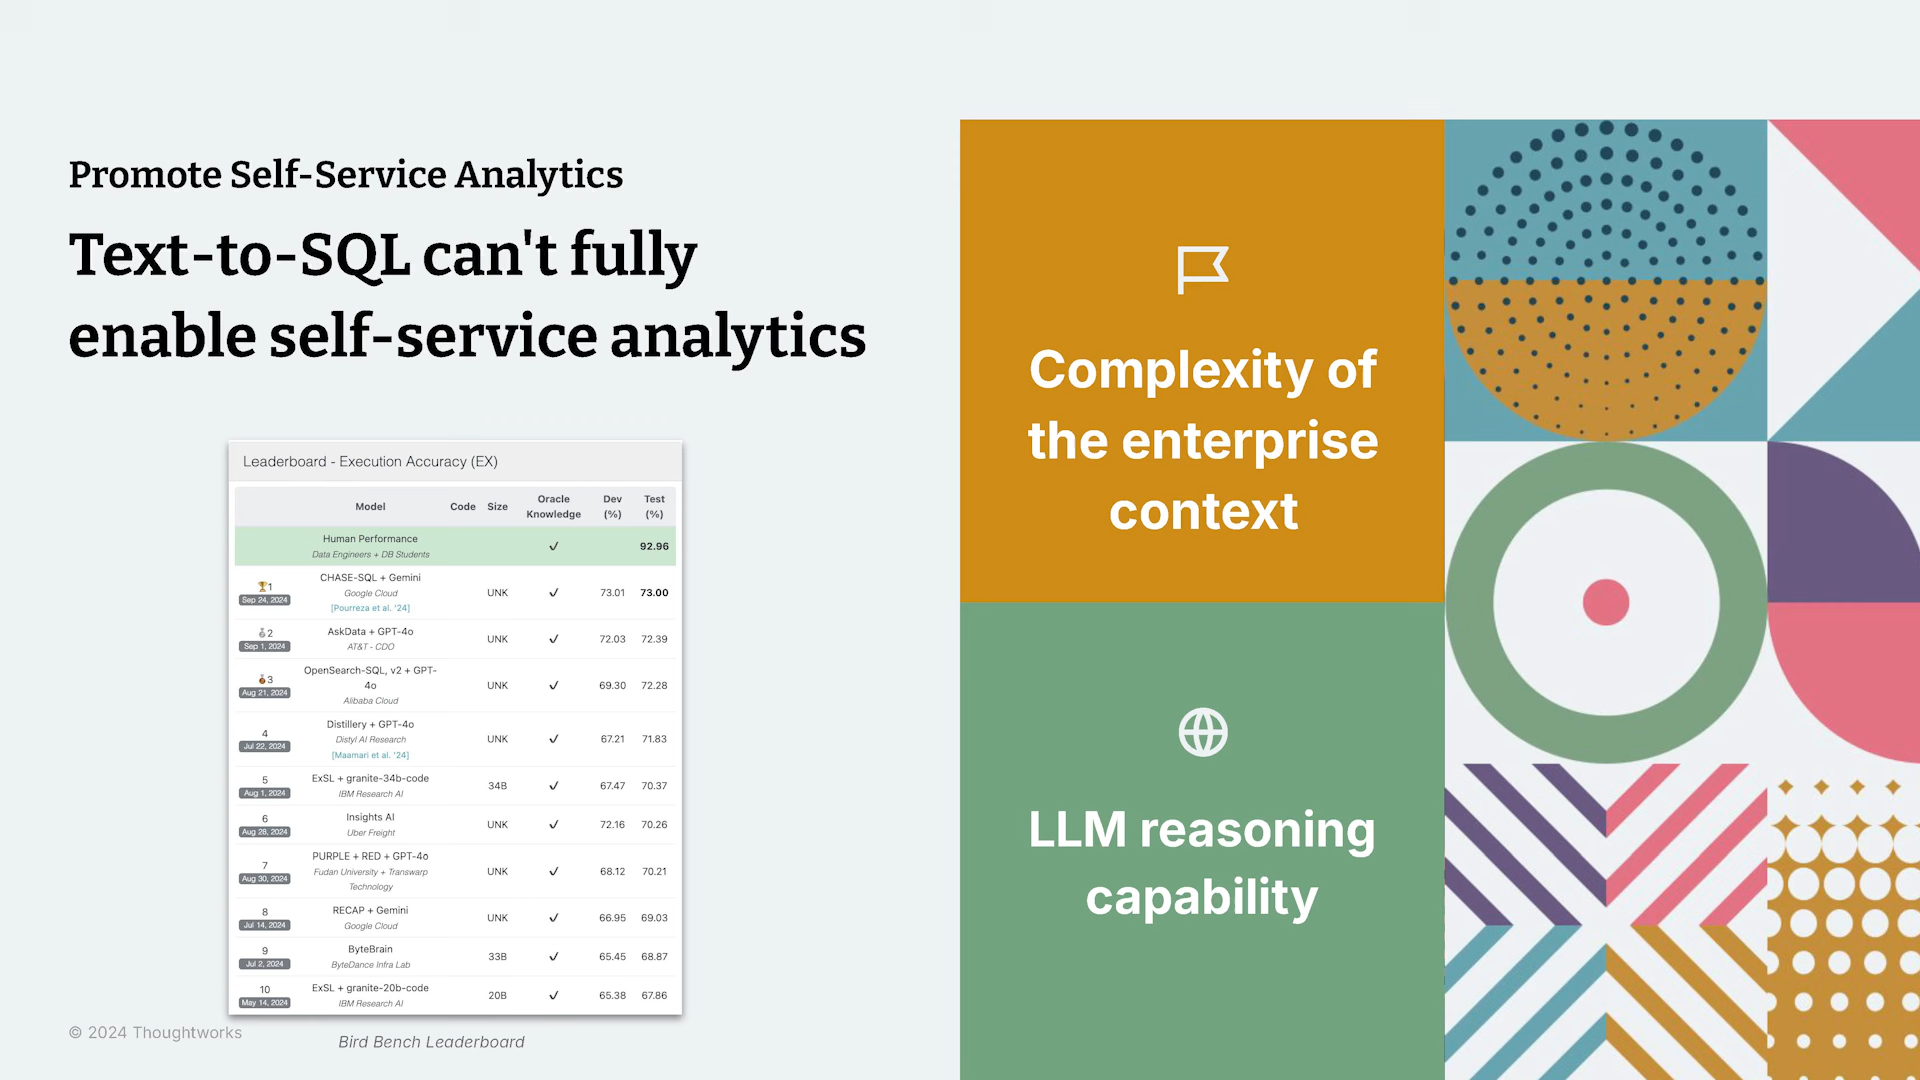 Promote Self-Service Analytics
Text-to-SQL can't fully
enable self-service analytics
Leaderboard - Execution Accuracy (EX)
Model Code Size Oracle Knowledge Dev (%) Test (%)
Human Performance
Data Engineers + DB Students
✓ 92.96
1
Sep 24, 2024
CHASE-SQL + Gemini
Google Cloud
[Pourreza et al. '24]
UNK ✓ 73.01 73.00
2
Sep 1, 2024
AskData + GPT-4o
AT&T - CDO
UNK ✓ 72.03 72.39
3
Aug 21, 2024
OpenSearch-SQL, v2 + GPT-
4o
Alibaba Cloud
UNK ✓ 69.30 72.28
4
Jul 22, 2024
Distillery + GPT-4o
Distyl AI Research
[Maamari et al. '24]
UNK ✓ 67.21 71.83
5
Aug 1, 2024
ExSL + granite-34b-code
IBM Research AI
34B ✓ 67.47 70.37
6
Aug 28, 2024
Insights AI
Uber Freight
UNK ✓ 72.16 70.26
7
Aug 30, 2024
PURPLE + RED + GPT-4o
Fudan University + Transwarp
Technology
UNK ✓ 68.12 70.21
8
Jul 14, 2024
RECAP + Gemini
Google Cloud
UNK ✓ 66.95 69.03
9
Jul 2, 2024
ByteBrain
ByteDance Infra Lab
33B ✓ 65.45 68.87
10
May 14, 2024
ExSL + granite-20b-code
IBM Research AI
20B ✓ 65.38 67.86
Bird Bench Leaderboard
© 2024 Thoughtworks
Complexity of
the enterprise
context
LLM reasoning
capability